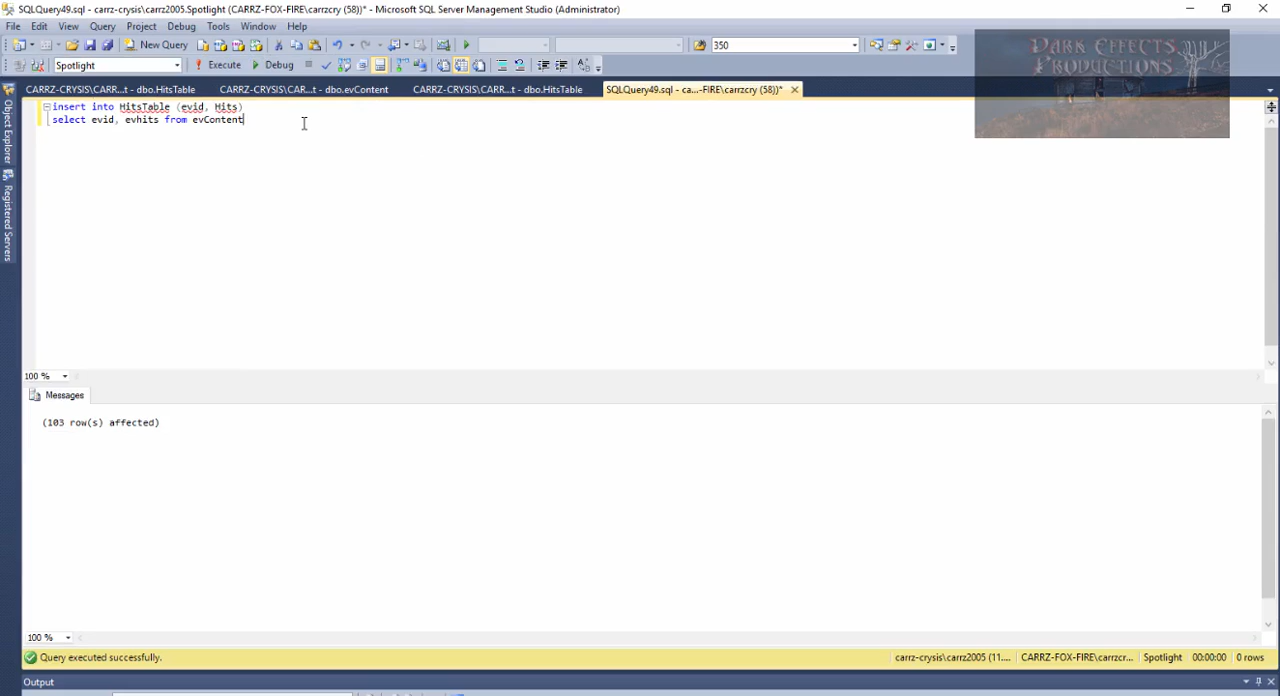 SQLQuery49.sql - carrz-crysis\carrz2005.Spotlight (CARRZ-FOX-FIRE\carrzcry (58))* - Microsoft SQL Server Management Studio (Administrator)
File Edit View Query Project Debug Tools Window Help
New Query 350
Spotlight Execute Debug
CARRZ-CRYSIS\CARR...t - dbo.HitsTable CARRZ-CRYSIS\CAR...t - dbo.evContent CARRZ-CRYSIS\CARR...t - dbo.HitsTable SQLQuery49.sql - ca...-FIRE\carrzcry (58))*
DARK EFFECTS
PRODUCTIONS
Object Explorer
Registered Servers
insert into HitsTable (evid, Hits)
select evid, evhits from evContent
100 %
Messages
(103 row(s) affected)
100 %
Query executed successfully. carrz-crysis\carrz2005 (11.... CARRZ-FOX-FIRE\carrzcr... Spotlight 00:00:00 0 rows
Output